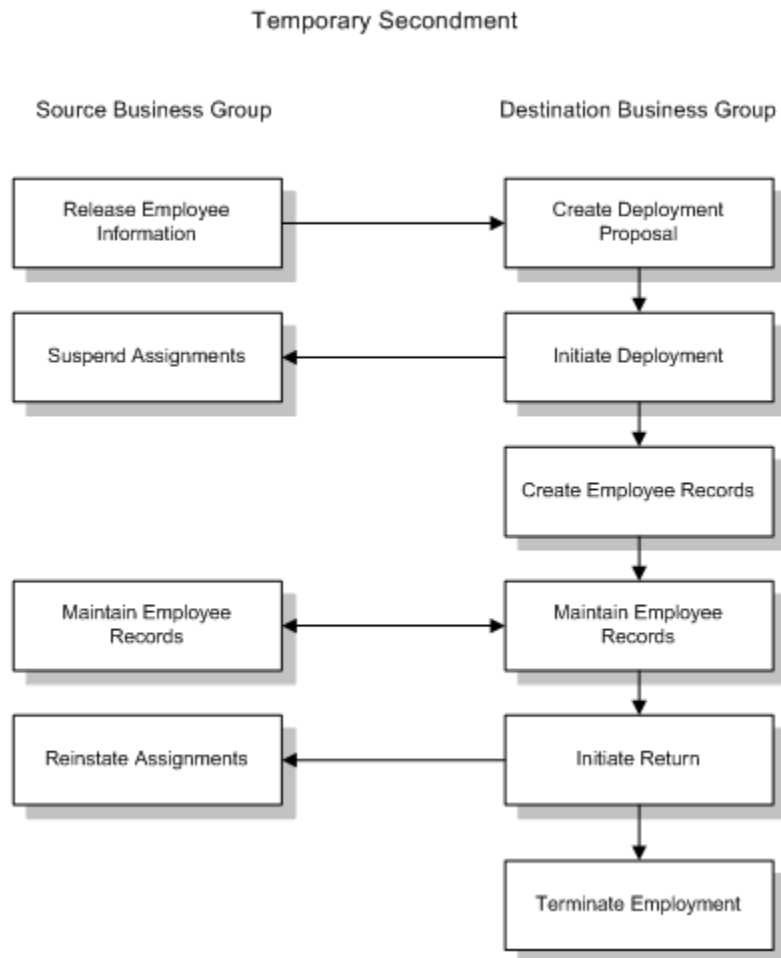 Temporary Secondment
Source Business Group
Destination Business Group
Release Employee
Information
Create Deployment
Proposal
Suspend Assignments
Initiate Deployment
Create Employee Records
Maintain Employee
Records
Maintain Employee
Records
Reinstate Assignments
Initiate Return
Terminate Employment